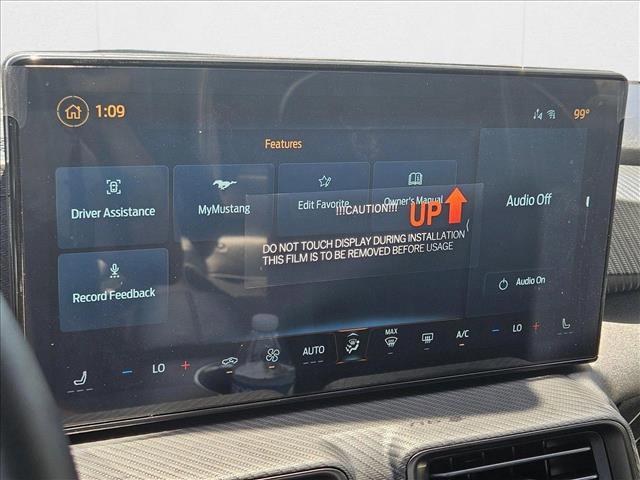 1:09
99°
Features
Driver Assistance
MyMustang
Edit Favorite
Owner's Manual
Audio Off
!!!CAUTION!!! UP
DO NOT TOUCH DISPLAY DURING INSTALLATION
THIS FILM IS TO BE REMOVED BEFORE USAGE
Record Feedback
Audio On
- LO + AUTO MAX A/C - LO +